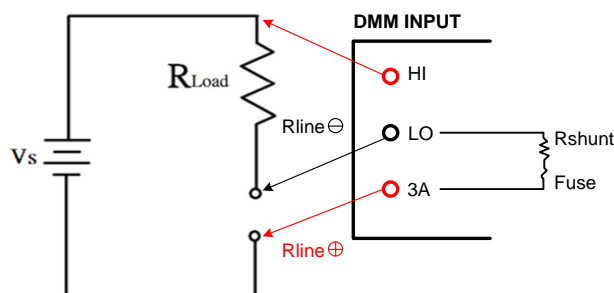 DMM INPUT
HI
RLoad
Rline ⊖
LO
Rshunt
Vs
3A
Fuse
Rline ⊕